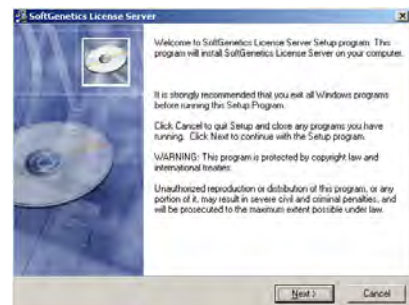 SoftGenetics License Server
Welcome to SoftGenetics License Server Setup program. This
program will install SoftGenetics License Server on your computer.
It is strongly recommended that you exit all Windows programs
before running this Setup Program.
Click Cancel to quit Setup and close any programs you have
running. Click Next to continue with the Setup program.
WARNING: This program is protected by copyright law and
international treaties.
Unauthorized reproduction or distribution of this program, or any
portion of it, may result in severe civil and criminal penalties, and
will be prosecuted to the maximum extent possible under law.
Next >
Cancel